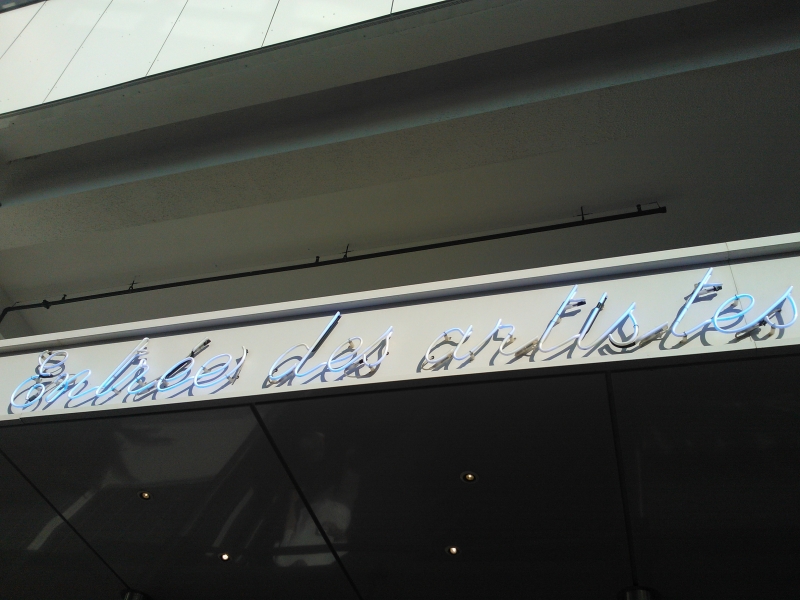 Entrée des artistes